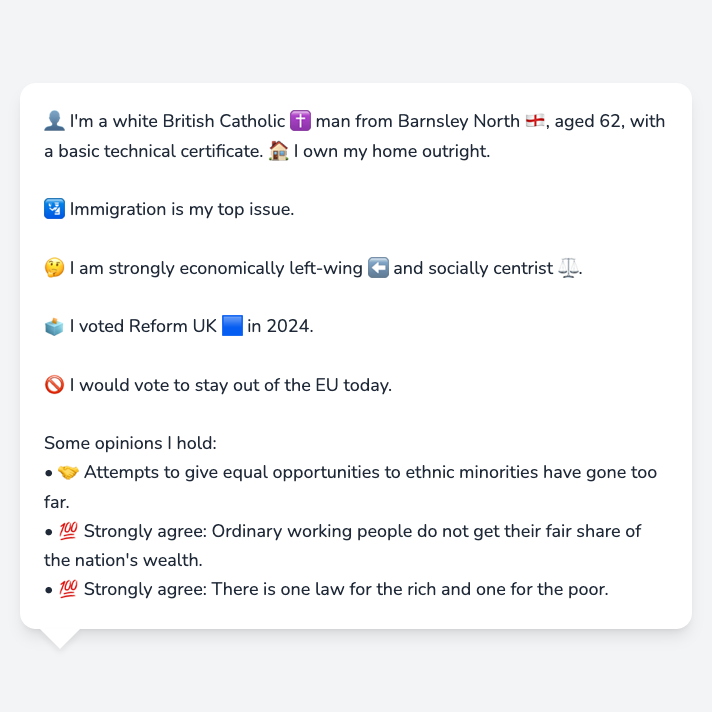 👤 I'm a white British Catholic ✝️ man from Barnsley North 🏴󠁧󠁢󠁥󠁮󠁧󠁿, aged 62, with
a basic technical certificate. 🏠 I own my home outright.
🛂 Immigration is my top issue.
🤔 I am strongly economically left-wing ⬅️ and socially centrist ⚖️.
🗳️ I voted Reform UK 🟦 in 2024.
🚫 I would vote to stay out of the EU today.
Some opinions I hold:
• 🤝 Attempts to give equal opportunities to ethnic minorities have gone too
far.
• 💯 Strongly agree: Ordinary working people do not get their fair share of
the nation's wealth.
• 💯 Strongly agree: There is one law for the rich and one for the poor.